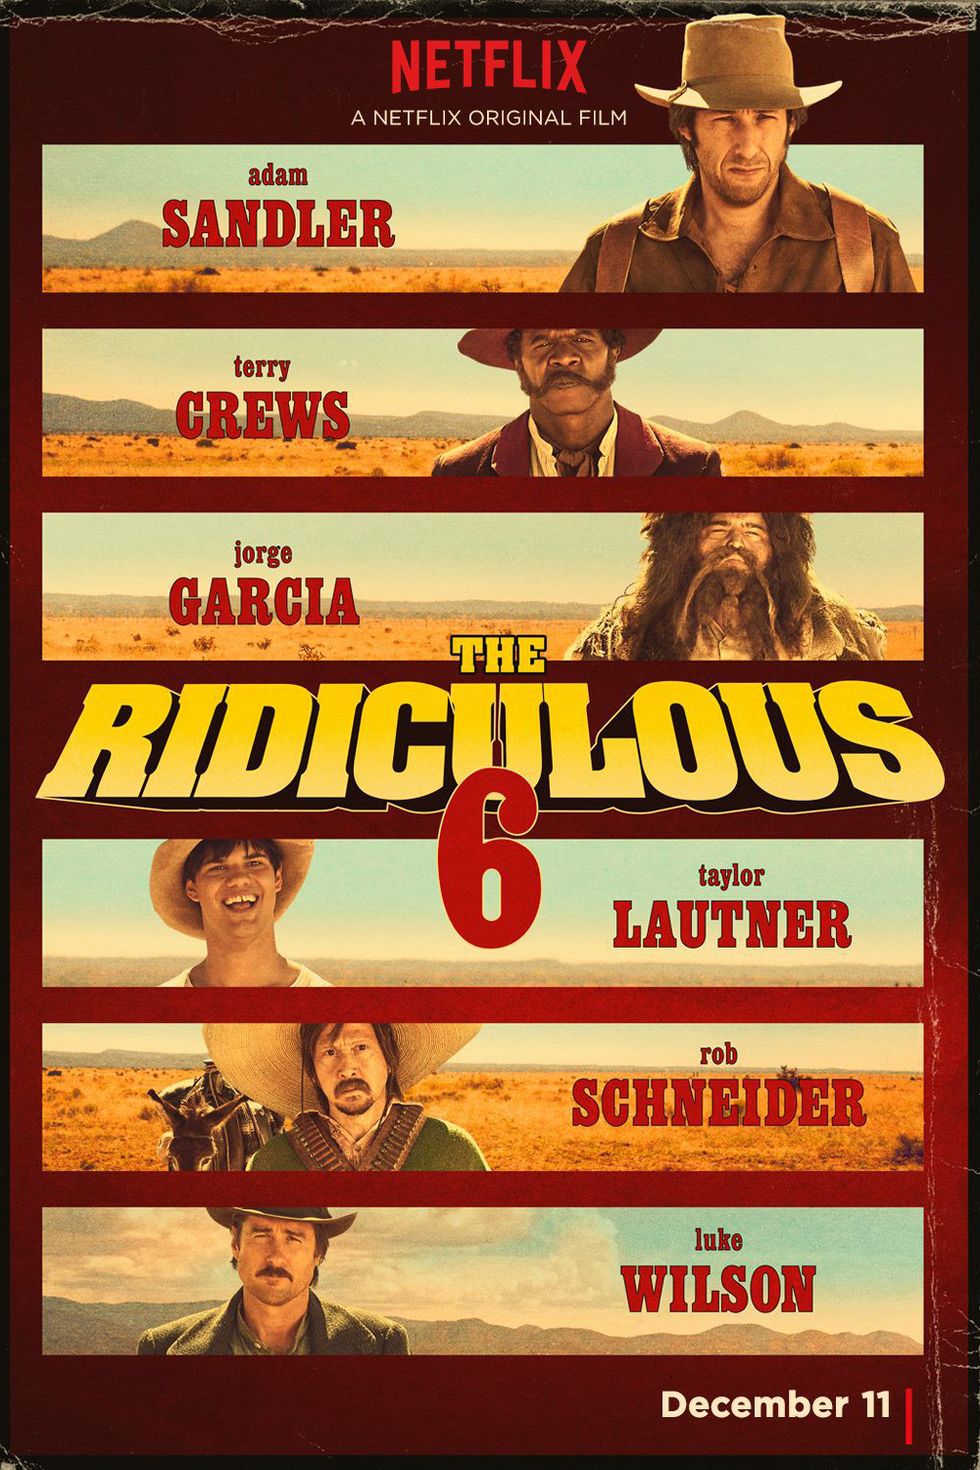 NETFLIX
A NETFLIX ORIGINAL FILM
adam
SANDLER
terry
CREWS
jorge
GARCIA
THE
RIDICULOUS
6
taylor
LAUTNER
rob
SCHNEIDER
luke
WILSON
December 11